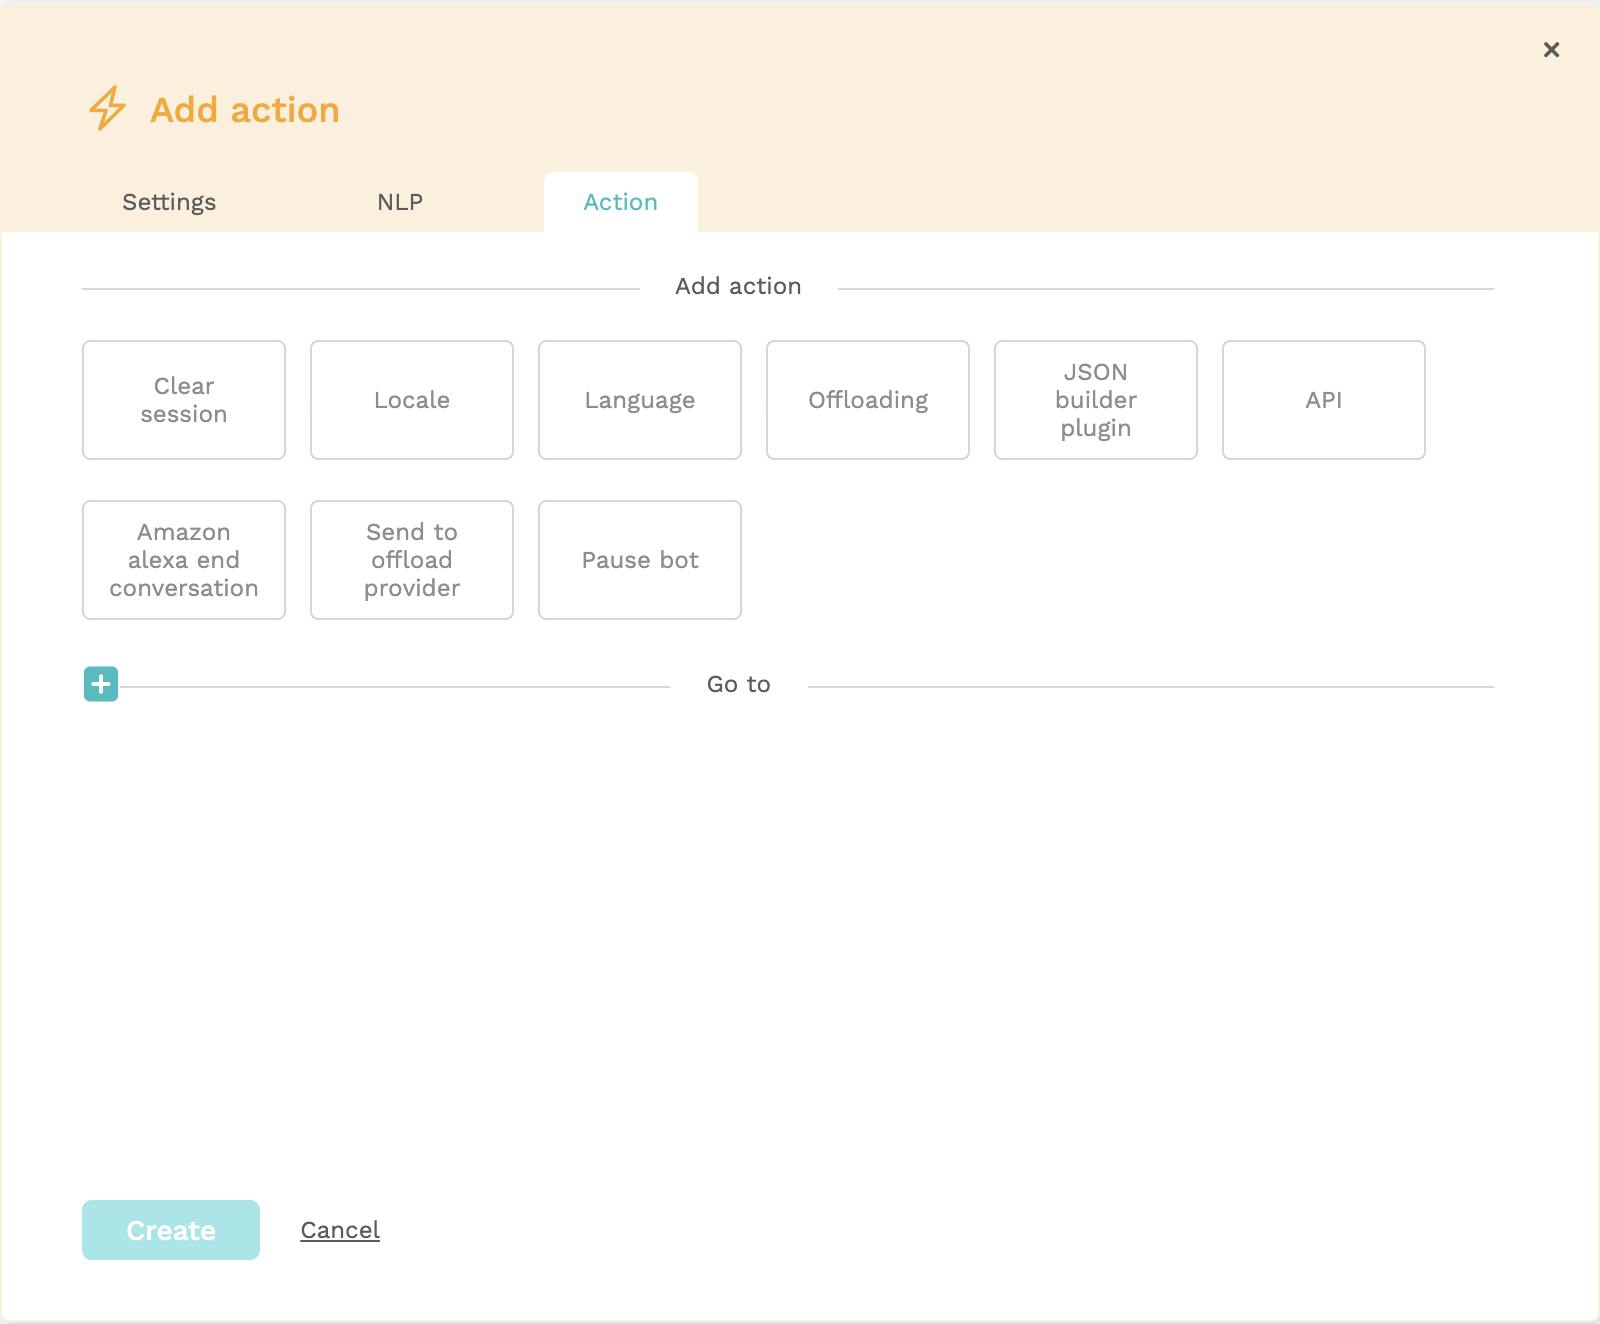 Add action
Settings
NLP
Action
Add action
Clear
session
Locale
Language
Offloading
JSON
builder
plugin
API
Amazon
alexa end
conversation
Send to
offload
provider
Pause bot
Go to
Create
Cancel